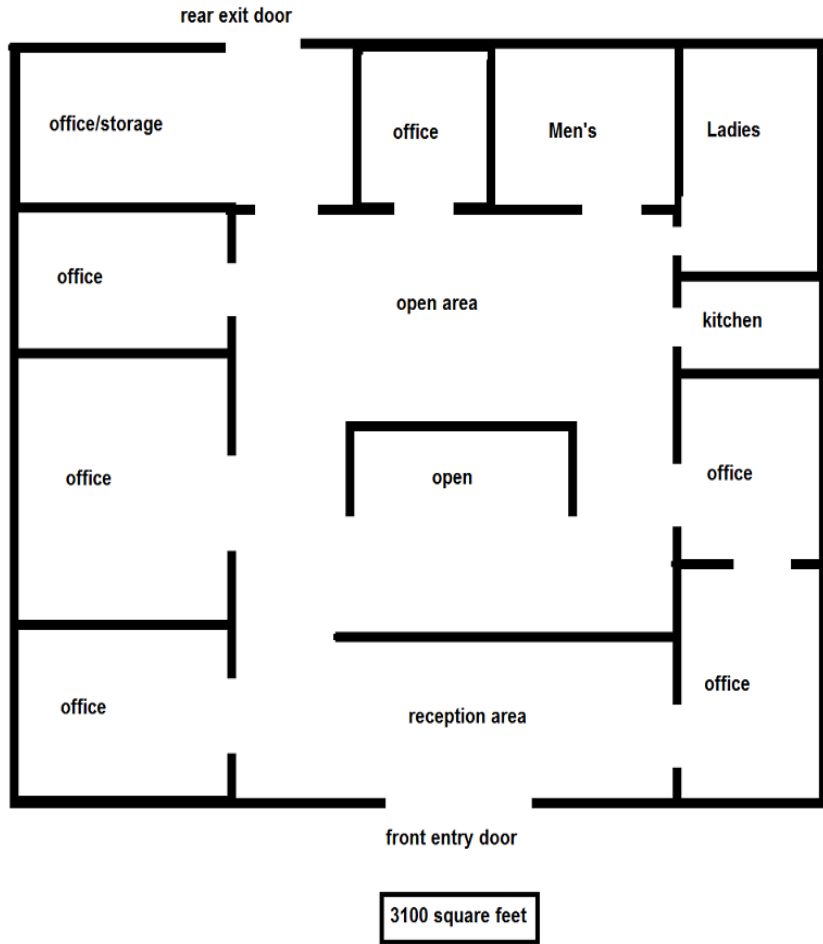 rear exit door
office/storage
office
Men's
Ladies
office
open area
kitchen
office
open
office
office
reception area
office
front entry door
3100 square feet